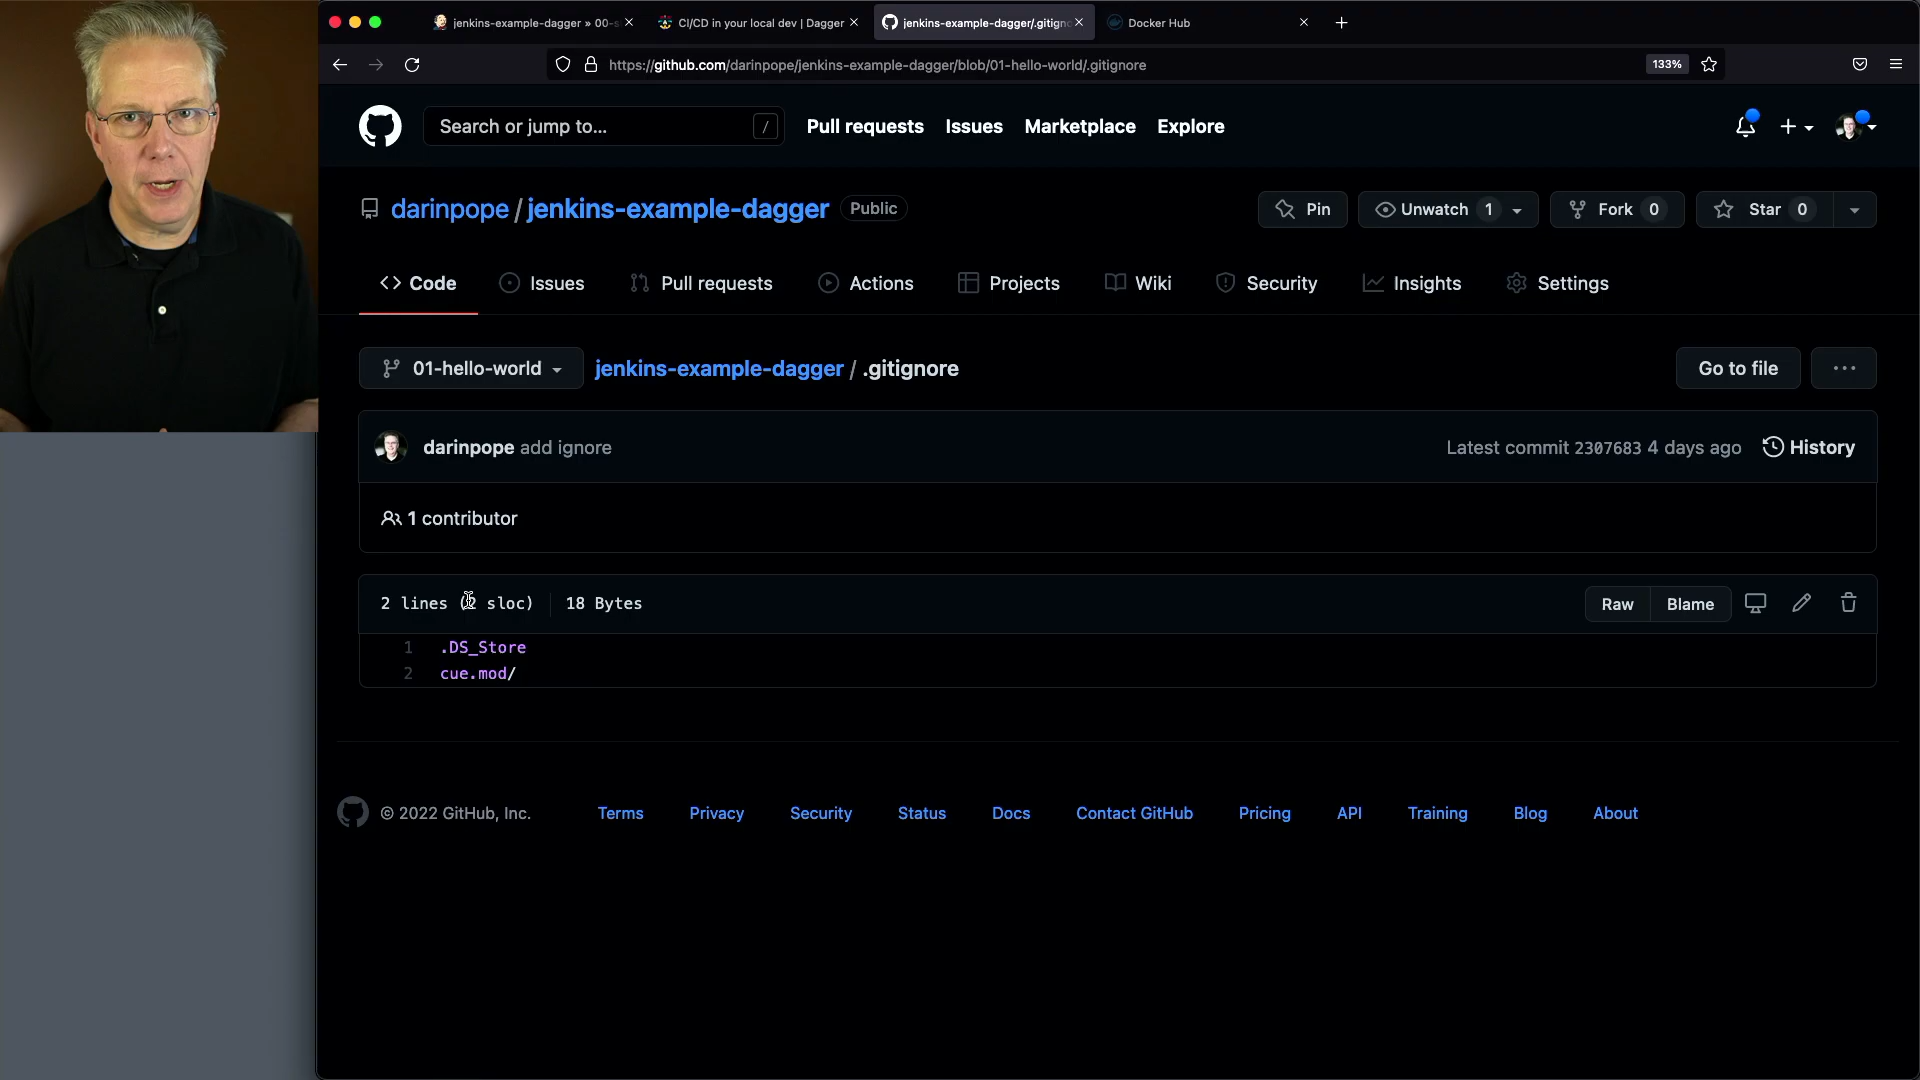 jenkins-example-dagger » 00-s
CI/CD in your local dev | Dagger
jenkins-example-dagger/.gitigno
Docker Hub
https://github.com/darinpope/jenkins-example-dagger/blob/01-hello-world/.gitignore
133%
Search or jump to...
/
Pull requests
Issues
Marketplace
Explore
darinpope / jenkins-example-dagger
Public
Pin
Unwatch 1
Fork 0
Star 0
Code
Issues
Pull requests
Actions
Projects
Wiki
Security
Insights
Settings
01-hello-world
jenkins-example-dagger / .gitignore
Go to file
darinpope add ignore
Latest commit 2307683 4 days ago
History
1 contributor
2 lines (2 sloc)
18 Bytes
Raw
Blame
1 .DS_Store
2 cue.mod/
© 2022 GitHub, Inc.
Terms
Privacy
Security
Status
Docs
Contact GitHub
Pricing
API
Training
Blog
About